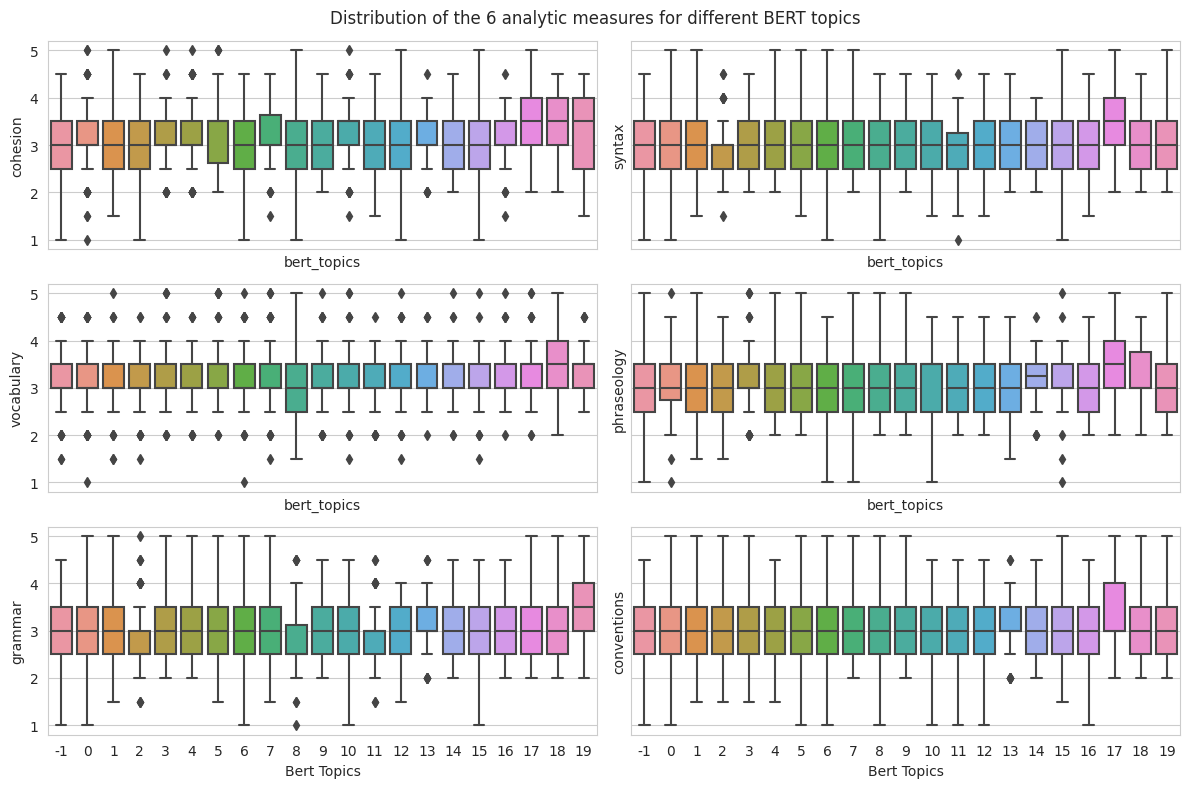 Distribution of the 6 analytic measures for different BERT topics
5
4
3
2
1
cohesion
bert_topics
syntax
bert_topics
5
4
3
2
1
vocabulary
bert_topics
phraseology
bert_topics
5
4
3
2
1
grammar
-1 0 1 2 3 4 5 6 7 8 9 10 11 12 13 14 15 16 17 18 19
Bert Topics
conventions
-1 0 1 2 3 4 5 6 7 8 9 10 11 12 13 14 15 16 17 18 19
Bert Topics